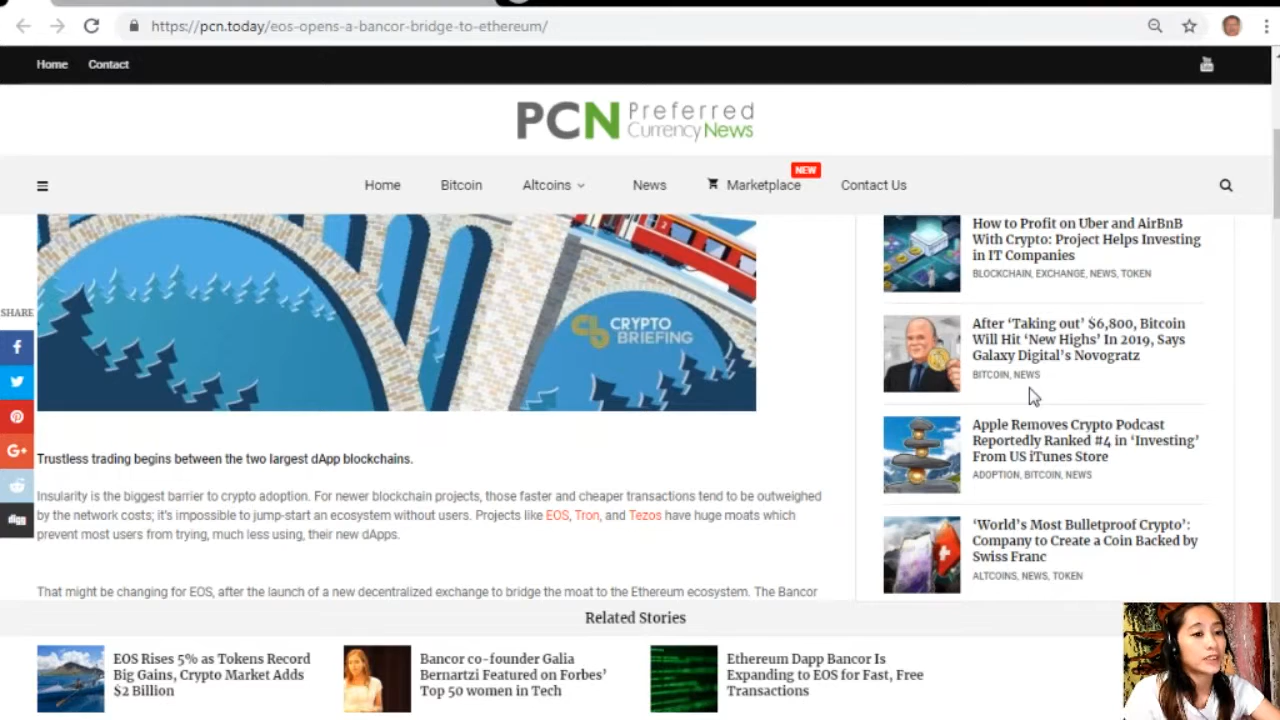 https://pcn.today/eos-opens-a-bancor-bridge-to-ethereum/
Home Contact
PCN Preferred
Currency News
Home Bitcoin Altcoins News Marketplace NEW Contact Us
SHARE
CRYPTO
BRIEFING
Trustless trading begins between the two largest dApp blockchains.
Insularity is the biggest barrier to crypto adoption. For newer blockchain projects, those faster and cheaper transactions tend to be outweighed
by the network costs; it's impossible to jump-start an ecosystem without users. Projects like EOS, Tron, and Tezos have huge moats which
prevent most users from trying, much less using, their new dApps.
That might be changing for EOS, after the launch of a new decentralized exchange to bridge the moat to the Ethereum ecosystem. The Bancor
How to Profit on Uber and AirBnB
With Crypto: Project Helps Investing
in IT Companies
BLOCKCHAIN, EXCHANGE, NEWS, TOKEN
After ‘Taking out’ $6,800, Bitcoin
Will Hit ‘New Highs’ In 2019, Says
Galaxy Digital’s Novogratz
BITCOIN, NEWS
Apple Removes Crypto Podcast
Reportedly Ranked #4 in ‘Investing’
From US iTunes Store
ADOPTION, BITCOIN, NEWS
‘World’s Most Bulletproof Crypto’:
Company to Create a Coin Backed by
Swiss Franc
ALTCOINS, NEWS, TOKEN
Related Stories
EOS Rises 5% as Tokens Record
Big Gains, Crypto Market Adds
$2 Billion
Bancor co-founder Galia
Bernartzi Featured on Forbes’
Top 50 women in Tech
Ethereum Dapp Bancor Is
Expanding to EOS for Fast, Free
Transactions